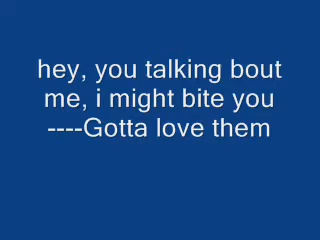 hey, you talking bout
me, i might bite you
----Gotta love them